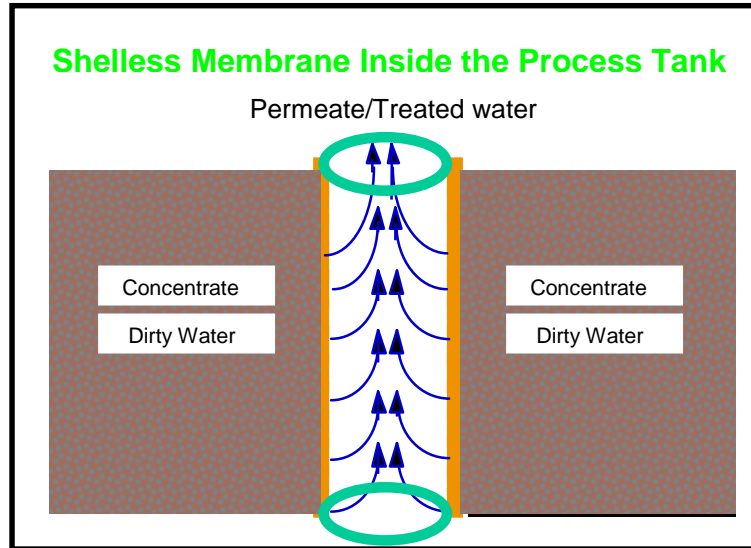 Shelless Membrane Inside the Process Tank
Permeate/Treated water
Concentrate
Dirty Water
Concentrate
Dirty Water